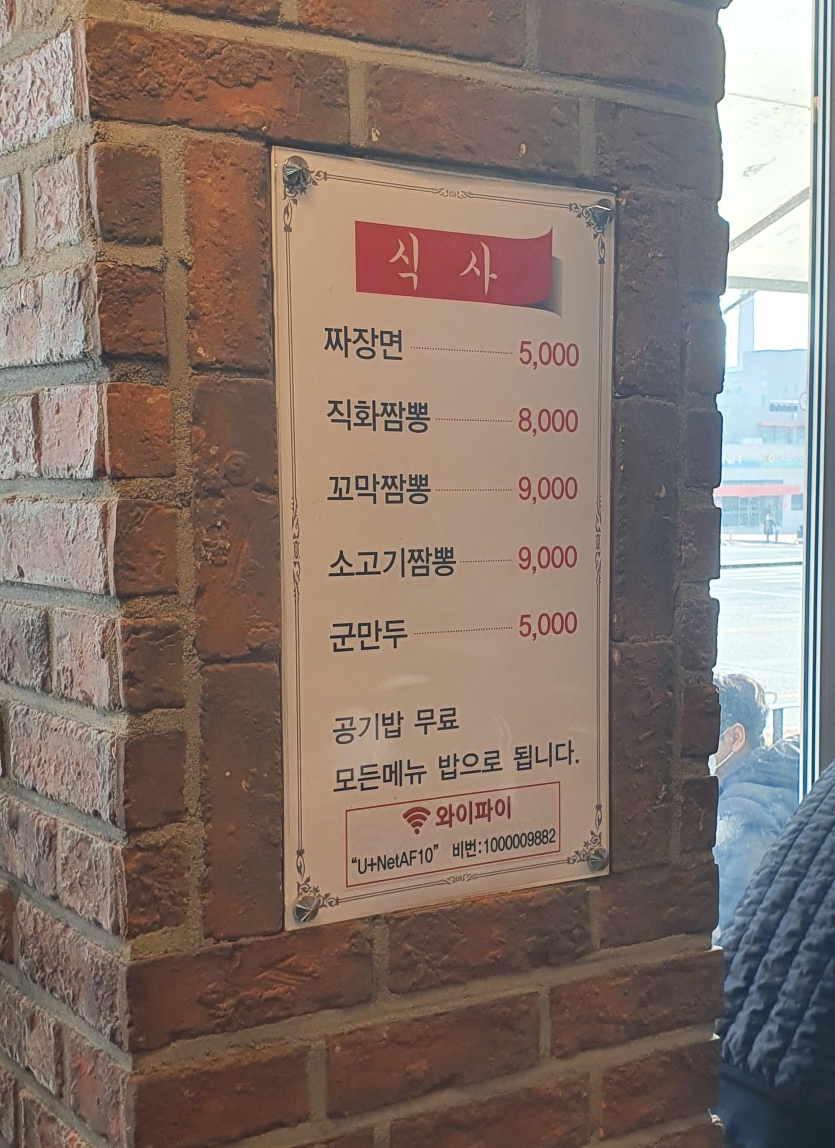 식 사
짜장면 5,000
직화짬뽕 8,000
꼬막짬뽕 9,000
소고기짬뽕 9,000
군만두 5,000
공기밥 무료
모든메뉴 밥으로 됩니다.
와이파이
“U+NetAF10” 비번:1000009882